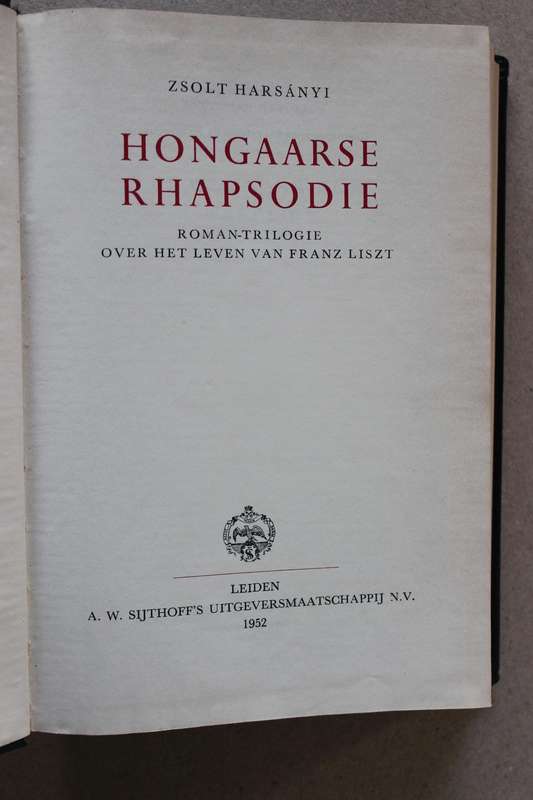 ZSOLT HARSÁNYI
HONGAARSE
RHAPSODIE
ROMAN-TRILOGIE
OVER HET LEVEN VAN FRANZ LISZT
LEIDEN
A. W. SIJTHOFF'S UITGEVERSMAATSCHAPPIJ N.V.
1952